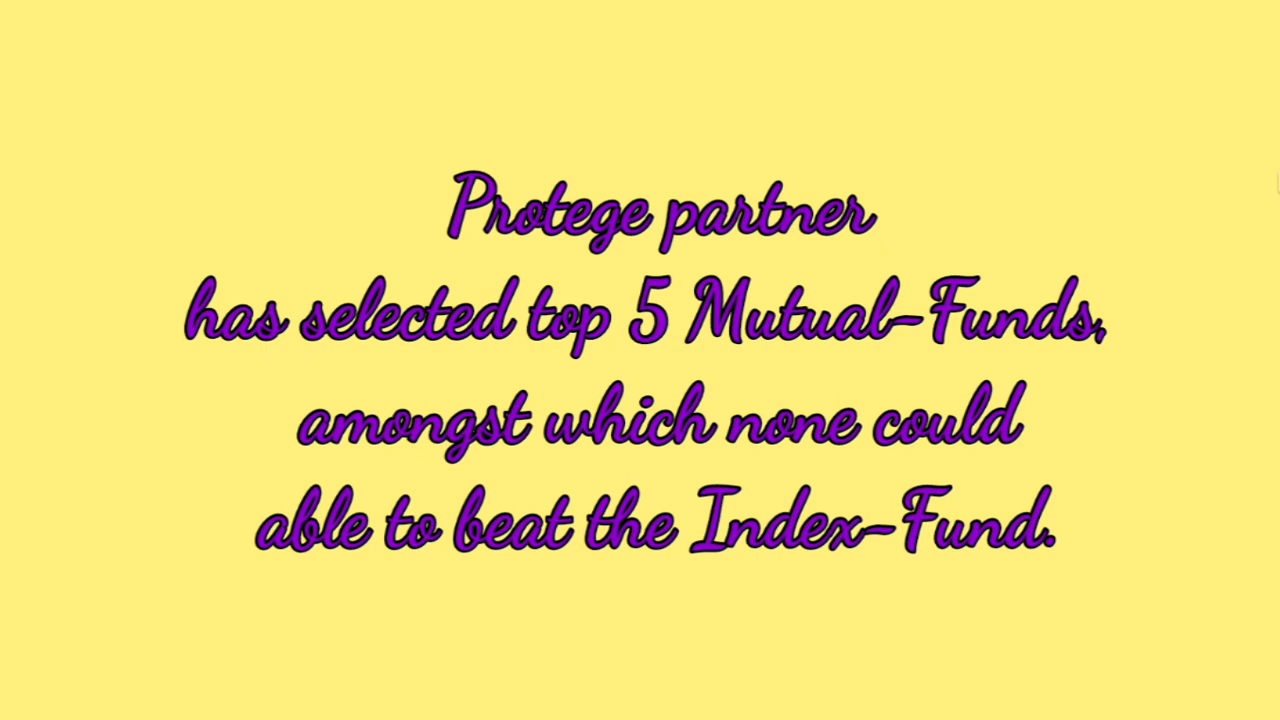 Protege partner
has selected top 5 Mutual-Funds,
amongst which none could
able to beat the Index-Fund.